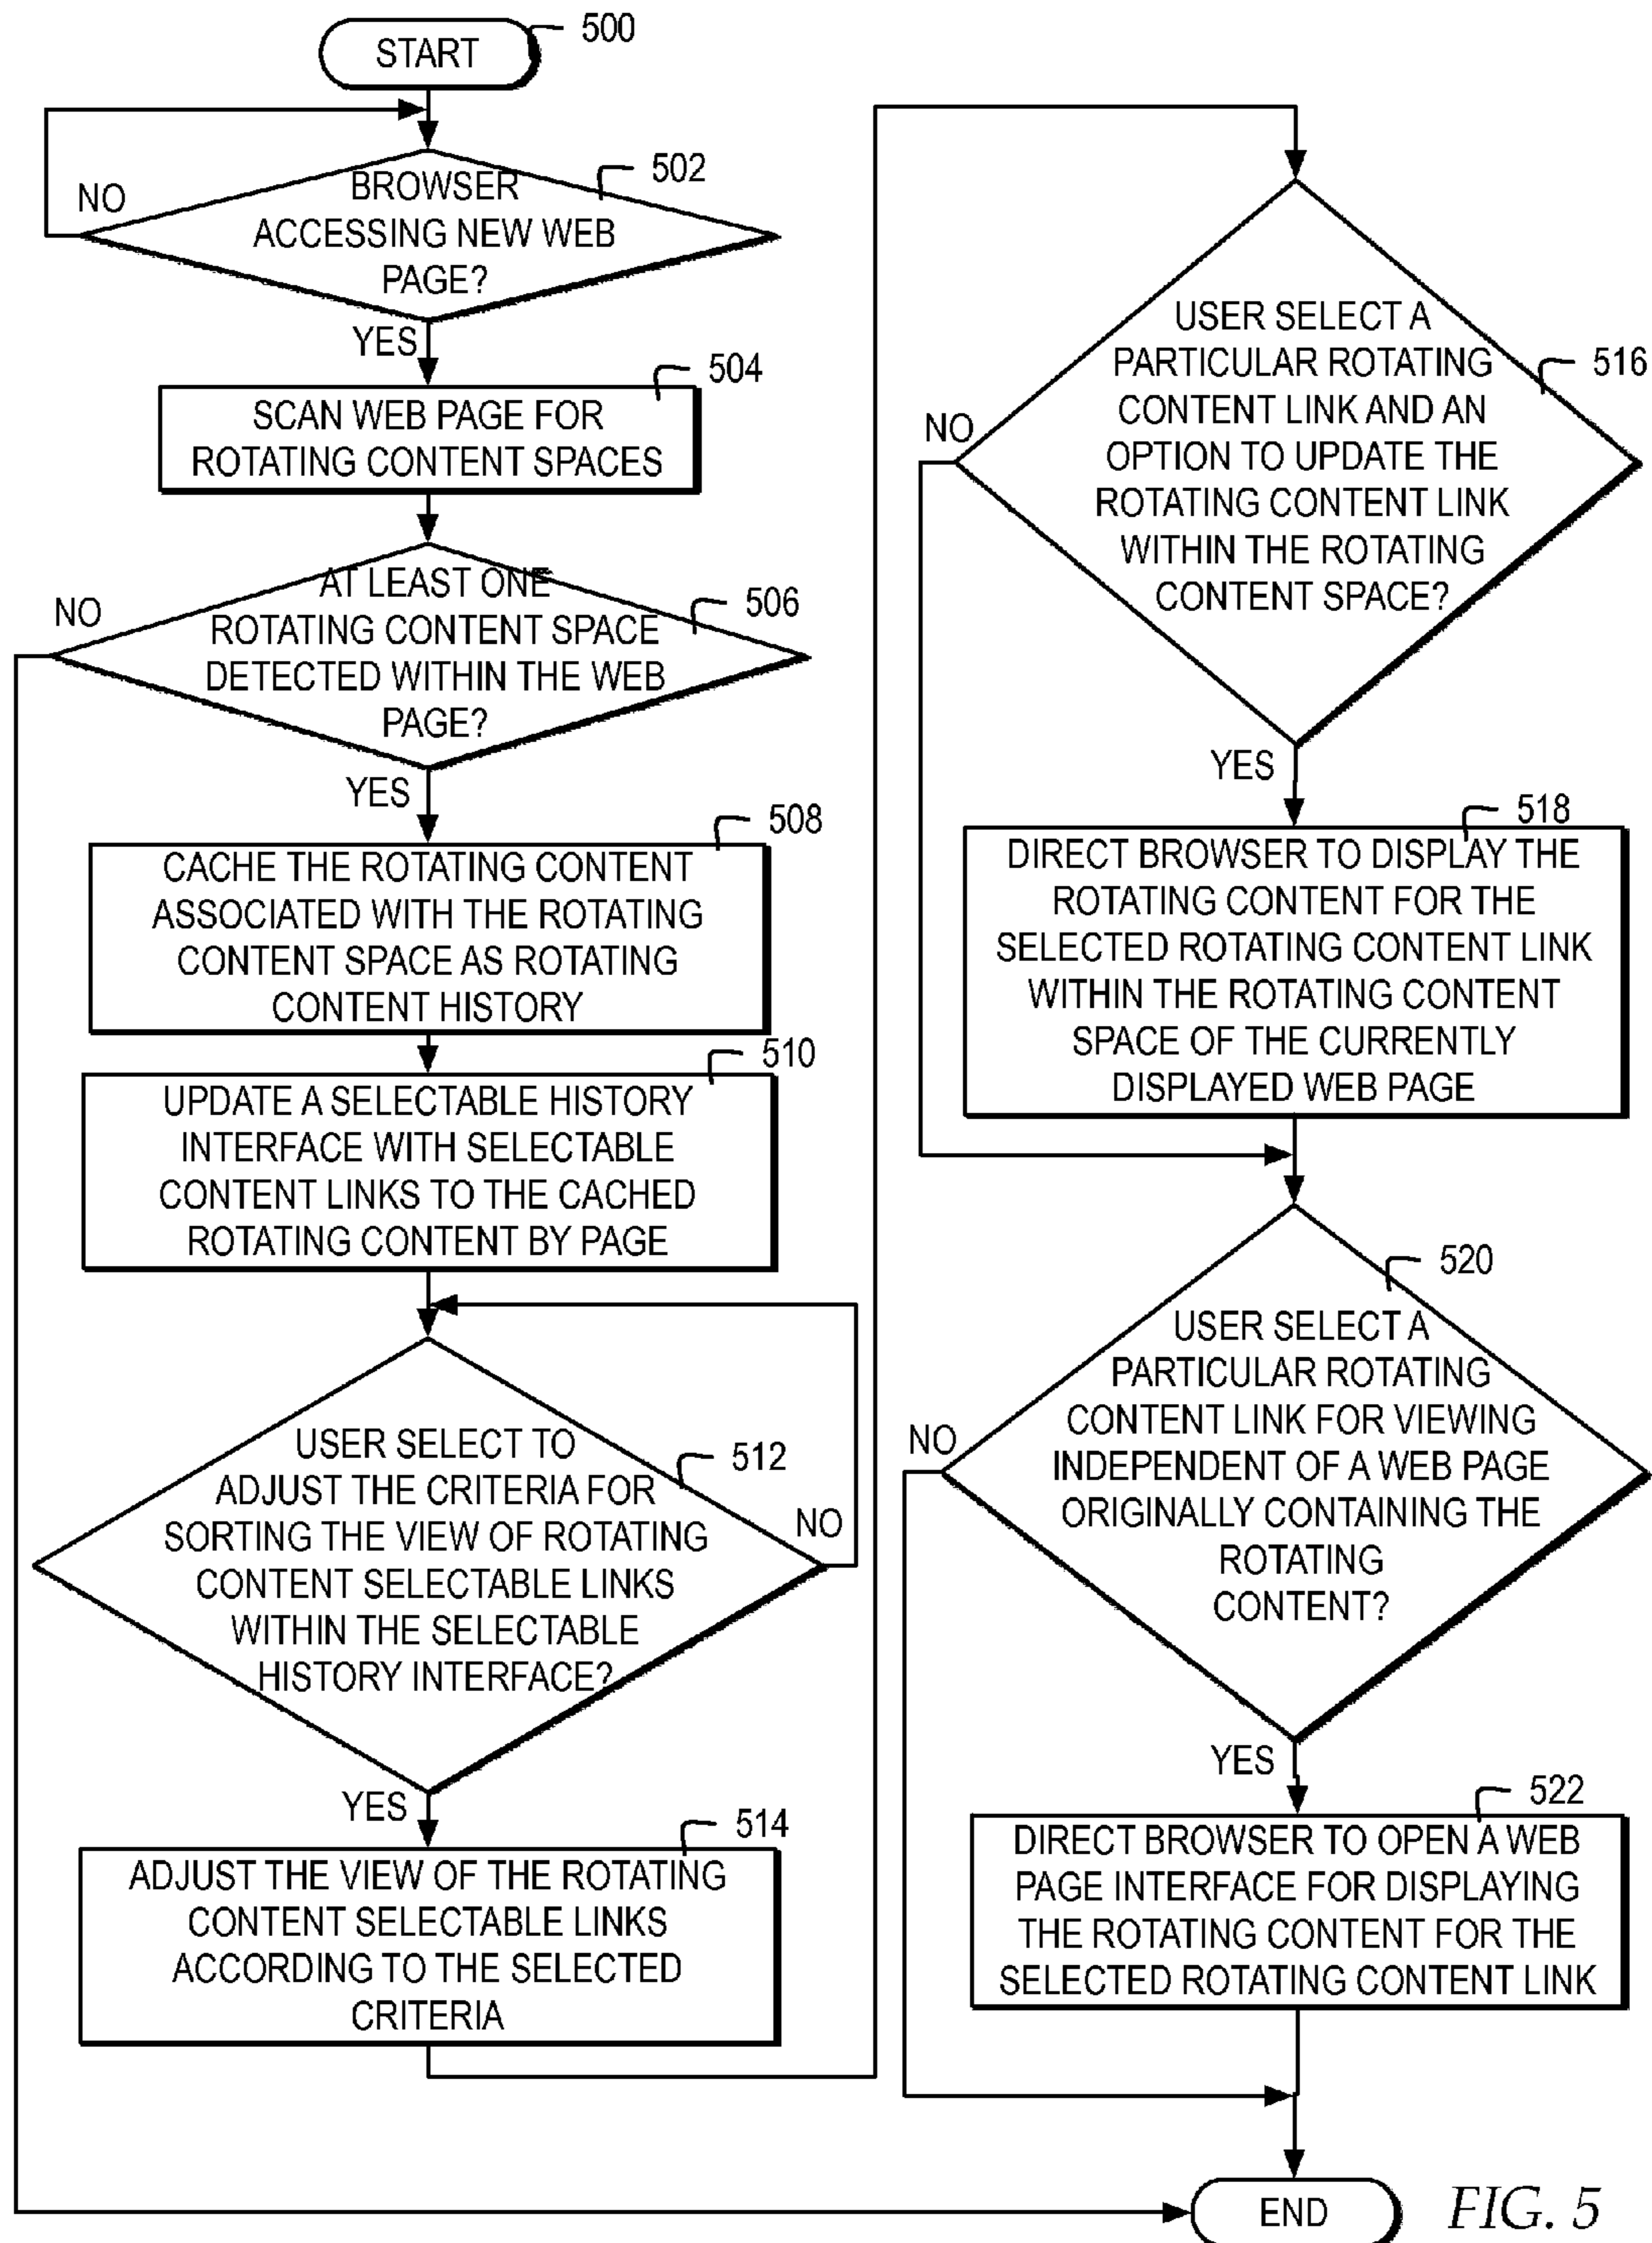 START
500
BROWSER
ACCESSING NEW WEB
PAGE?
502
NO
YES
SCAN WEB PAGE FOR
ROTATING CONTENT SPACES
504
AT LEAST ONE
ROTATING CONTENT SPACE
DETECTED WITHIN THE WEB
PAGE?
506
NO
YES
CACHE THE ROTATING CONTENT
ASSOCIATED WITH THE ROTATING
CONTENT SPACE AS ROTATING
CONTENT HISTORY
508
UPDATE A SELECTABLE HISTORY
INTERFACE WITH SELECTABLE
CONTENT LINKS TO THE CACHED
ROTATING CONTENT BY PAGE
510
USER SELECT TO
ADJUST THE CRITERIA FOR
SORTING THE VIEW OF ROTATING
CONTENT SELECTABLE LINKS
WITHIN THE SELECTABLE
HISTORY INTERFACE?
512
NO
YES
ADJUST THE VIEW OF THE ROTATING
CONTENT SELECTABLE LINKS
ACCORDING TO THE SELECTED
CRITERIA
514
USER SELECT A
PARTICULAR ROTATING
CONTENT LINK AND AN
OPTION TO UPDATE THE
ROTATING CONTENT LINK
WITHIN THE ROTATING
CONTENT SPACE?
516
NO
YES
DIRECT BROWSER TO DISPLAY THE
ROTATING CONTENT FOR THE
SELECTED ROTATING CONTENT LINK
WITHIN THE ROTATING CONTENT
SPACE OF THE CURRENTLY
DISPLAYED WEB PAGE
518
USER SELECT A
PARTICULAR ROTATING
CONTENT LINK FOR VIEWING
INDEPENDENT OF A WEB PAGE
ORIGINALLY CONTAINING THE
ROTATING
CONTENT?
520
NO
YES
DIRECT BROWSER TO OPEN A WEB
PAGE INTERFACE FOR DISPLAYING
THE ROTATING CONTENT FOR THE
SELECTED ROTATING CONTENT LINK
522
END
FIG. 5